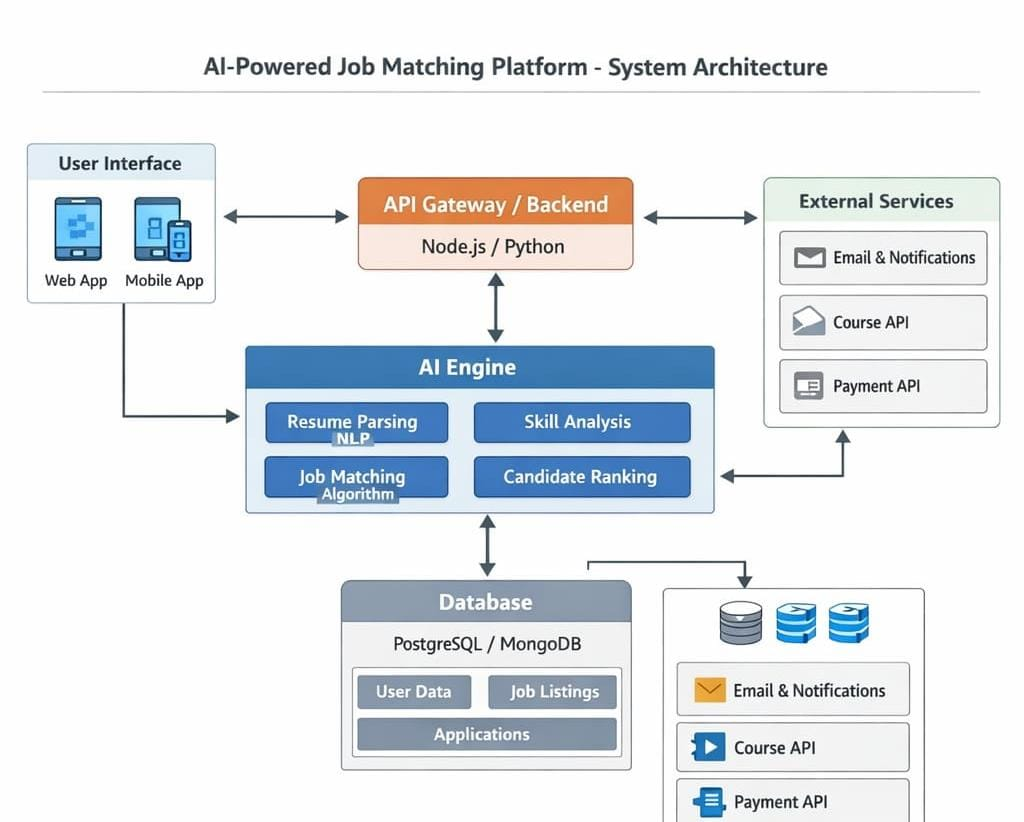 AI-Powered Job Matching Platform - System Architecture
User Interface
Web App
Mobile App
API Gateway / Backend
Node.js / Python
External Services
Email & Notifications
Course API
Payment API
AI Engine
Resume Parsing
NLP
Skill Analysis
Job Matching
Algorithm
Candidate Ranking
Database
PostgreSQL / MongoDB
User Data
Job Listings
Applications
Email & Notifications
Course API
Payment API